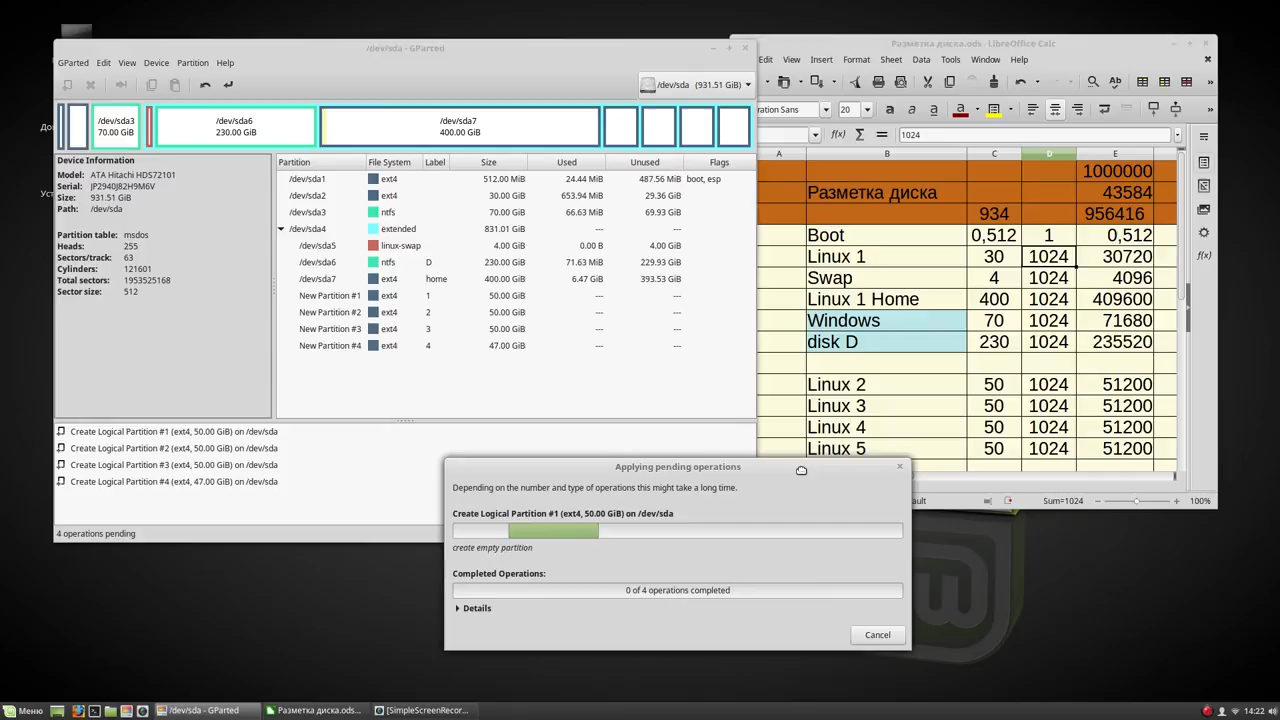 /dev/sda - GParted
GParted Edit View Device Partition Help
/dev/sda (931.51 GiB)
/dev/sda3
70.00 GiB
/dev/sda6
230.00 GiB
/dev/sda7
400.00 GiB
Device Information
Model: ATA Hitachi HDS72101
Serial: JP2940J82H9M6V
Size: 931.51 GiB
Path: /dev/sda
Partition table: msdos
Heads: 255
Sectors/track: 63
Cylinders: 121601
Total sectors: 1953525168
Sector size: 512
Partition File System Label Size Used Unused Flags
/dev/sda1 ext4 512.00 MiB 24.44 MiB 487.56 MiB boot, esp
/dev/sda2 ext4 30.00 GiB 653.94 MiB 29.36 GiB
/dev/sda3 ntfs 70.00 GiB 66.63 MiB 69.93 GiB
/dev/sda4 extended 831.01 GiB --- ---
/dev/sda5 linux-swap 4.00 GiB 0.00 B 4.00 GiB
/dev/sda6 ntfs D 230.00 GiB 71.63 MiB 229.93 GiB
/dev/sda7 ext4 home 400.00 GiB 6.47 GiB 393.53 GiB
New Partition #1 ext4 1 50.00 GiB --- ---
New Partition #2 ext4 2 50.00 GiB --- ---
New Partition #3 ext4 3 50.00 GiB --- ---
New Partition #4 ext4 4 47.00 GiB --- ---
Create Logical Partition #1 (ext4, 50.00 GiB) on /dev/sda
Create Logical Partition #2 (ext4, 50.00 GiB) on /dev/sda
Create Logical Partition #3 (ext4, 50.00 GiB) on /dev/sda
Create Logical Partition #4 (ext4, 47.00 GiB) on /dev/sda
4 operations pending
Разметка диска.ods - LibreOffice Calc
Edit View Insert Format Sheet Data Tools Window Help
20
1024
A B C D E
1000000
Разметка диска 43584
934 956416
Boot 0,512 1 0,512
Linux 1 30 1024 30720
Swap 4 1024 4096
Linux 1 Home 400 1024 409600
Windows 70 1024 71680
disk D 230 1024 235520
Linux 2 50 1024 51200
Linux 3 50 1024 51200
Linux 4 50 1024 51200
Linux 5 50 1024 51200
Sum=1024 100%
Applying pending operations
Depending on the number and type of operations this might take a long time.
Create Logical Partition #1 (ext4, 50.00 GiB) on /dev/sda
create empty partition
Completed Operations:
0 of 4 operations completed
Details
Cancel
Меню /dev/sda - GParted Разметка диска.ods... [SimpleScreenRecor... 14:22